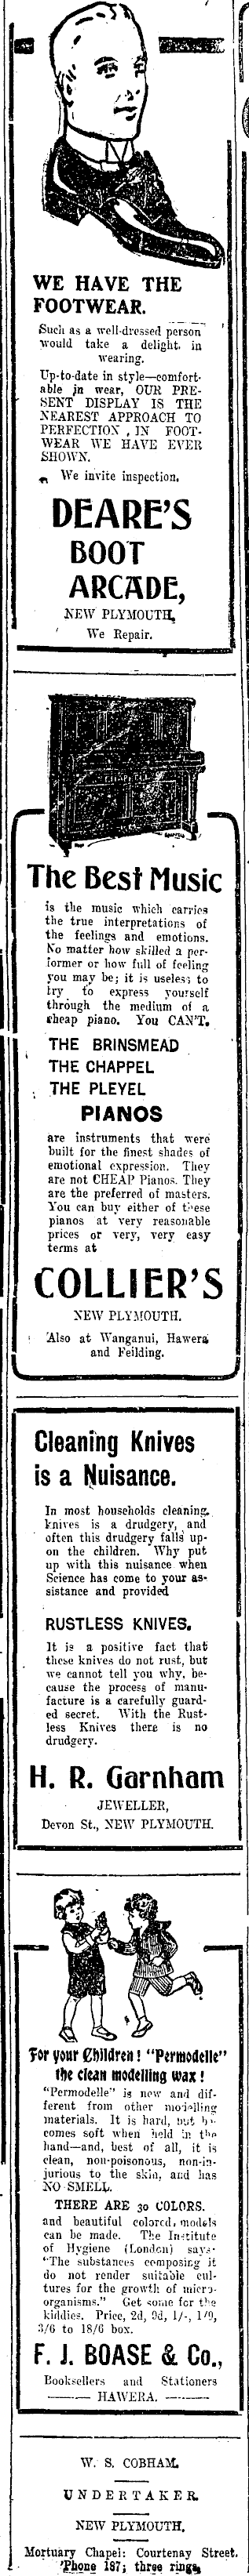 WE HAVE THE
FOOTWEAR.
Such as a well-dressed person
would take a delight in
wearing.
Up-to-date in style—comfort-
able in wear, OUR PRE-
SENT DISPLAY IS THE
NEAREST APPROACH TO
PERFECTION , IN FOOT-
WEAR WE HAVE EVER
SHOWN.
We invite inspection.
DEARE'S
BOOT
ARCADE,
NEW PLYMOUTH,
We Repair.
The Best Music
is the music which carries
the true interpretations of
the feelings and emotions.
No matter how skilled a per-
former or how full of feeling
you may be; it is useless to
try to express yourself
through the medium of a
cheap piano. You CAN'T.
THE BRINSMEAD
THE CHAPPEL
THE PLEYEL
PIANOS
are instruments that were
built for the finest shades of
emotional expression. They
are not CHEAP Pianos. They
are the preferred of masters.
You can buy either of these
pianos at very reasonable
prices or very, very easy
terms at
COLLIER'S
NEW PLYMOUTH.
Also at Wanganui, Hawera
and Feilding.
Cleaning Knives
is a Nuisance.
In most households cleaning
knives is a drudgery, and
often this drudgery falls up-
on the children. Why put
up with this nuisance when
Science has come to your as-
sistance and provided
RUSTLESS KNIVES.
It is a positive fact that
these knives do not rust, but
we cannot tell you why, be-
cause the process of manu-
facture is a carefully guard-
ed secret. With the Rust-
less Knives there is no
drudgery.
H. R. Garnham
JEWELLER,
Devon St., NEW PLYMOUTH.
For your Children! "Permodelle"
the clean modelling wax!
"Permodelle" is new and dif-
ferent from other modelling
materials. It is hard, but be-
comes soft when held in the
hand—and, best of all, it is
clean, non-poisonous, non-in-
jurious to the skin, and has
NO SMELL.
THERE ARE 30 COLORS.
and beautiful colored models
can be made. The Institute
of Hygiene (London) says
"The substances composing it
do not render suitable cul-
tures for the growth of micro-
organisms." Get some for the
kiddies. Price, 2d, 9d, 1/-, 1/9,
3/6 to 18/6 box.
F. J. BOASE & Co.,
Booksellers and Stationers
HAWERA.
W. S. COBHAM.
UNDERTAKER.
NEW PLYMOUTH.
Mortuary Chapel: Courtenay Street.
'Phone 187; three rings.